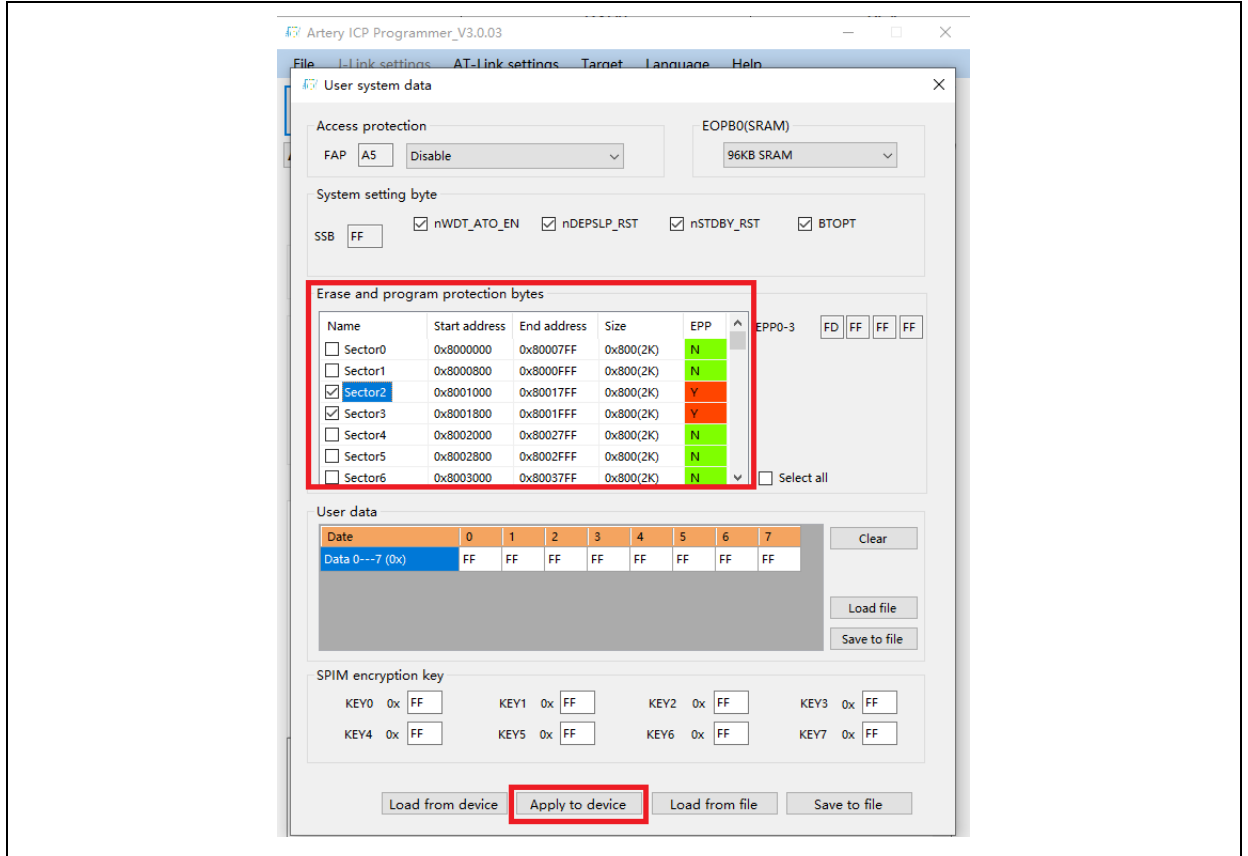 Artery ICP Programmer_V3.0.03
File J-Link settings AT-Link settings Target Language Help
User system data
Access protection EOPB0(SRAM)
FAP A5 Disable 96KB SRAM
System setting byte
SSB FF nWDT_ATO_EN nDEPSLP_RST nSTDBY_RST BTOPT
Erase and program protection bytes
Name Start address End address Size EPP EPP0-3 FD FF FF FF
Sector0 0x8000000 0x80007FF 0x800(2K) N
Sector1 0x8000800 0x8000FFF 0x800(2K) N
Sector2 0x8001000 0x80017FF 0x800(2K) Y
Sector3 0x8001800 0x8001FFF 0x800(2K) Y
Sector4 0x8002000 0x80027FF 0x800(2K) N
Sector5 0x8002800 0x8002FFF 0x800(2K) N
Sector6 0x8003000 0x80037FF 0x800(2K) N Select all
User data
Date 0 1 2 3 4 5 6 7 Clear
Data 0---7 (0x) FF FF FF FF FF FF FF FF
Load file
Save to file
SPIM encryption key
KEY0 0x FF KEY1 0x FF KEY2 0x FF KEY3 0x FF
KEY4 0x FF KEY5 0x FF KEY6 0x FF KEY7 0x FF
Load from device Apply to device Load from file Save to file